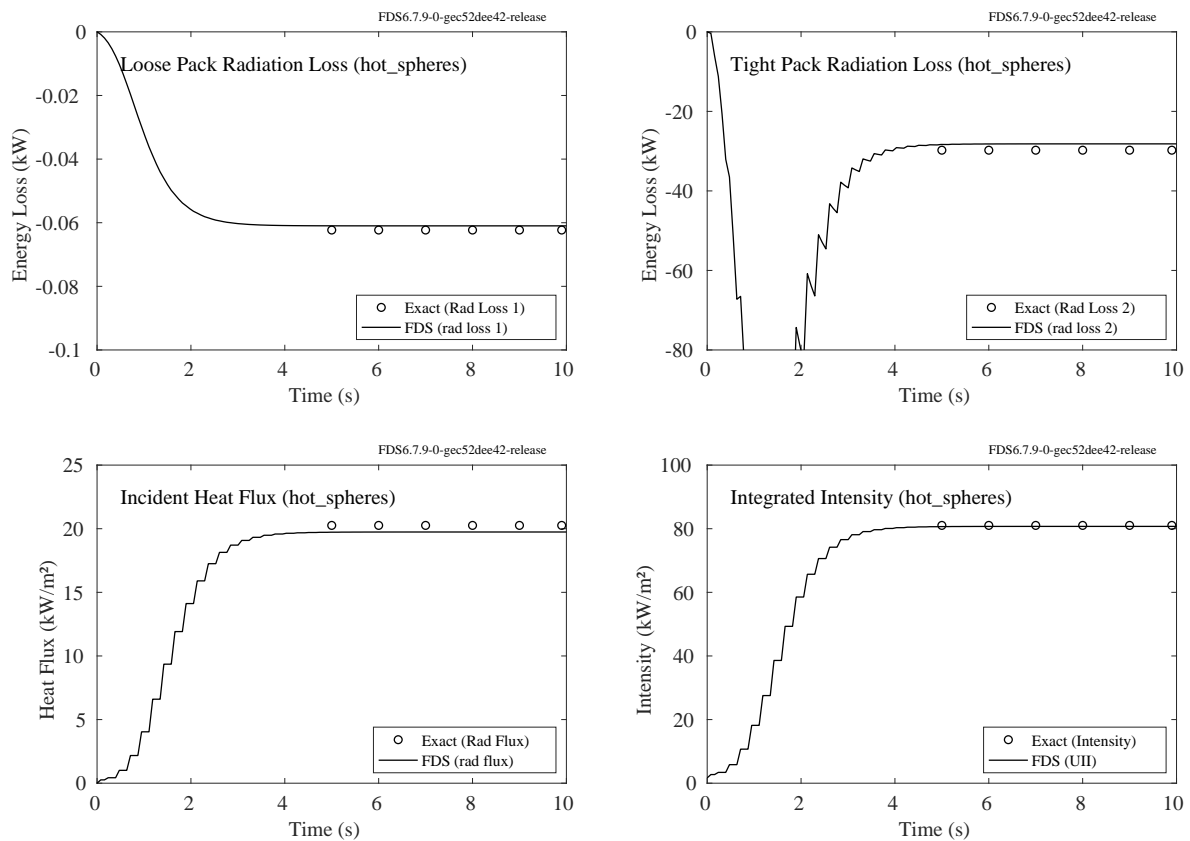 FDS6.7.9-0-gec52dee42-release
Loose Pack Radiation Loss (hot_spheres)
Energy Loss (kW)
0
-0.02
-0.04
-0.06
-0.08
-0.1
Exact (Rad Loss 1)
FDS (rad loss 1)
0 2 4 6 8 10
Time (s)
FDS6.7.9-0-gec52dee42-release
Tight Pack Radiation Loss (hot_spheres)
Energy Loss (kW)
0
-20
-40
-60
-80
Exact (Rad Loss 2)
FDS (rad loss 2)
0 2 4 6 8 10
Time (s)
FDS6.7.9-0-gec52dee42-release
Incident Heat Flux (hot_spheres)
Heat Flux (kW/m²)
25
20
15
10
5
0
Exact (Rad Flux)
FDS (rad flux)
0 2 4 6 8 10
Time (s)
FDS6.7.9-0-gec52dee42-release
Integrated Intensity (hot_spheres)
Intensity (kW/m²)
100
80
60
40
20
0
Exact (Intensity)
FDS (UII)
0 2 4 6 8 10
Time (s)